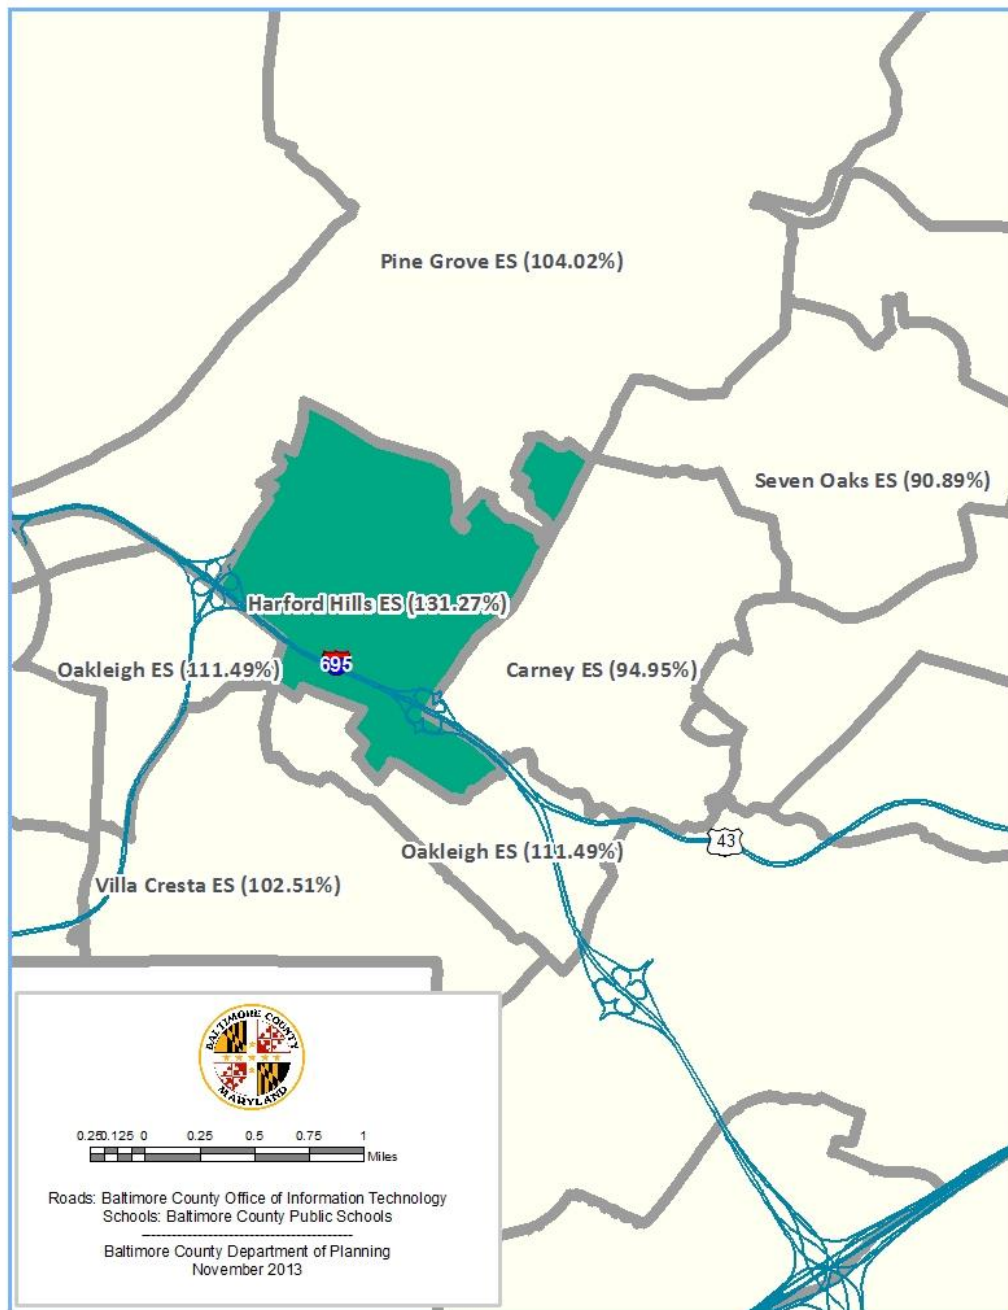 Pine Grove ES (104.02%)
Seven Oaks ES (90.89%)
Harford Hills ES (131.27%)
695
Oakleigh ES (111.49%)
Carney ES (94.95%)
43
Oakleigh ES (111.49%)
Villa Cresta ES (102.51%)
BALTIMORE COUNTY
MARYLAND
0.25 0.125 0 0.25 0.5 0.75 1
Miles
Roads: Baltimore County Office of Information Technology
Schools: Baltimore County Public Schools
Baltimore County Department of Planning
November 2013